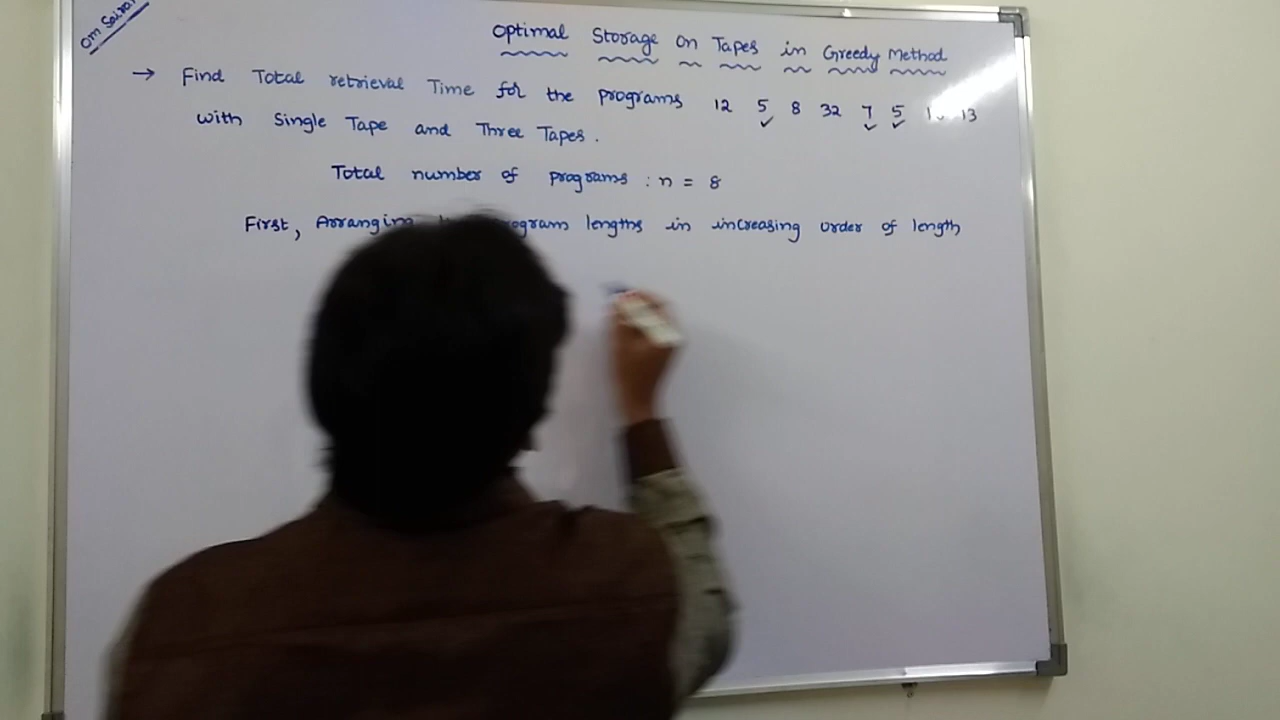 Om Sairam
Optimal Storage on Tapes in Greedy Method
→ Find Total retrieval Time for the programs 12 5 8 32 7 5 13
with Single Tape and Three Tapes.
Total number of programs : n = 8
First, Arranging lengths in increasing order of length